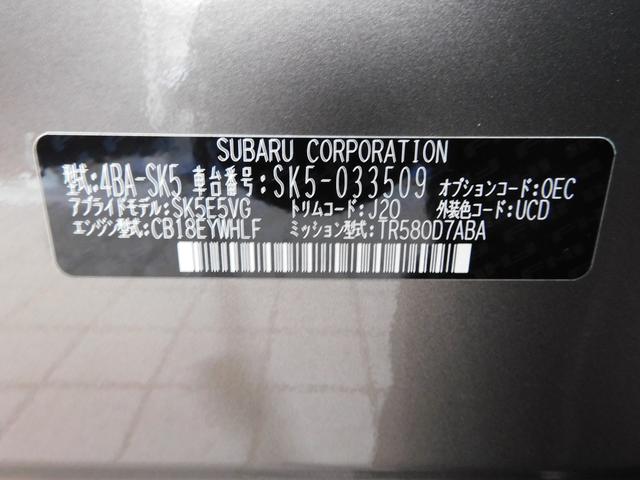 SUBARU CORPORATION
型式:4BA-SK5 車台番号:SK5-033509 オプションコード:OEC
アプライドモデル:SK5E5VG トリムコード:J20 外装色コード:UCD
エンジン型式:CB18EYWHLF ミッション型式:TR580D7ABA